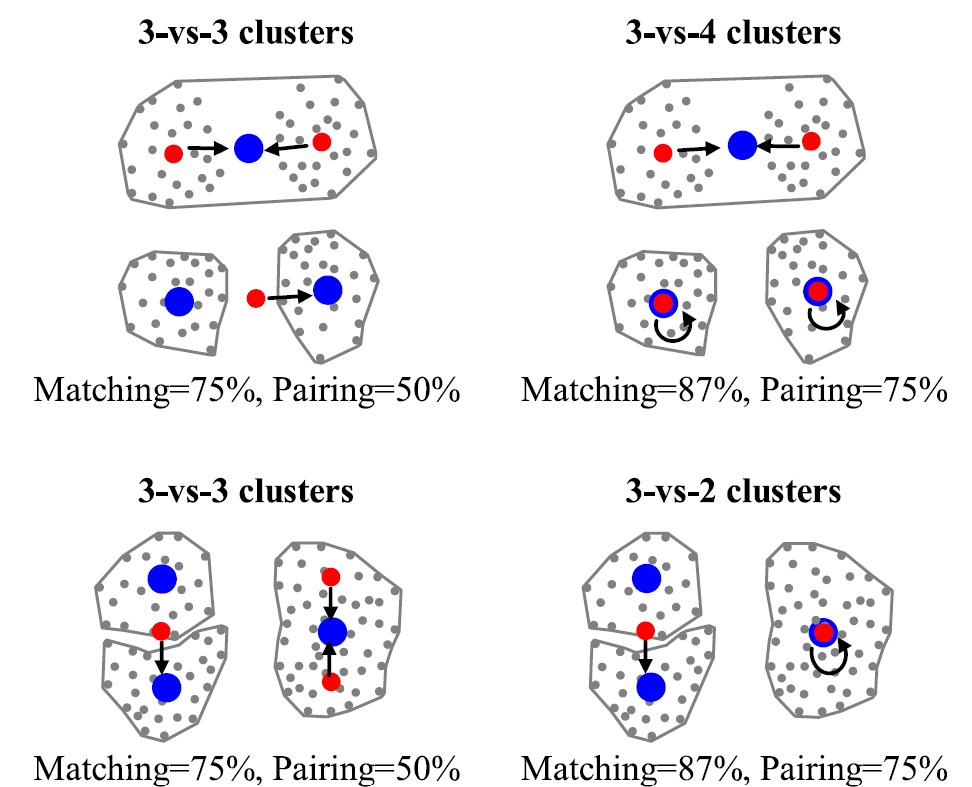 3-vs-3 clusters
3-vs-4 clusters
Matching=75%, Pairing=50%
Matching=87%, Pairing=75%
3-vs-3 clusters
3-vs-2 clusters
Matching=75%, Pairing=50%
Matching=87%, Pairing=75%